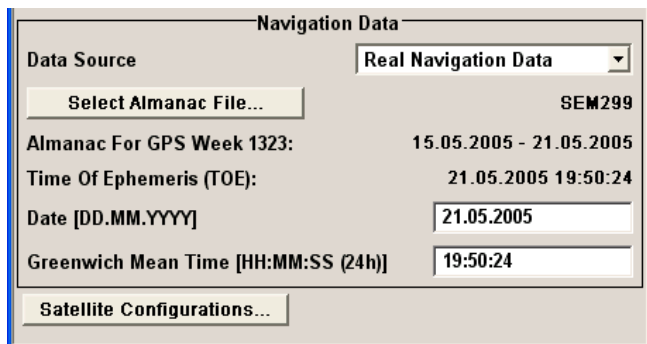 Navigation Data
Data Source Real Navigation Data
Select Almanac File... SEM299
Almanac For GPS Week 1323: 15.05.2005 - 21.05.2005
Time Of Ephemeris (TOE): 21.05.2005 19:50:24
Date [DD.MM.YYYY] 21.05.2005
Greenwich Mean Time [HH:MM:SS (24h)] 19:50:24
Satellite Configurations...